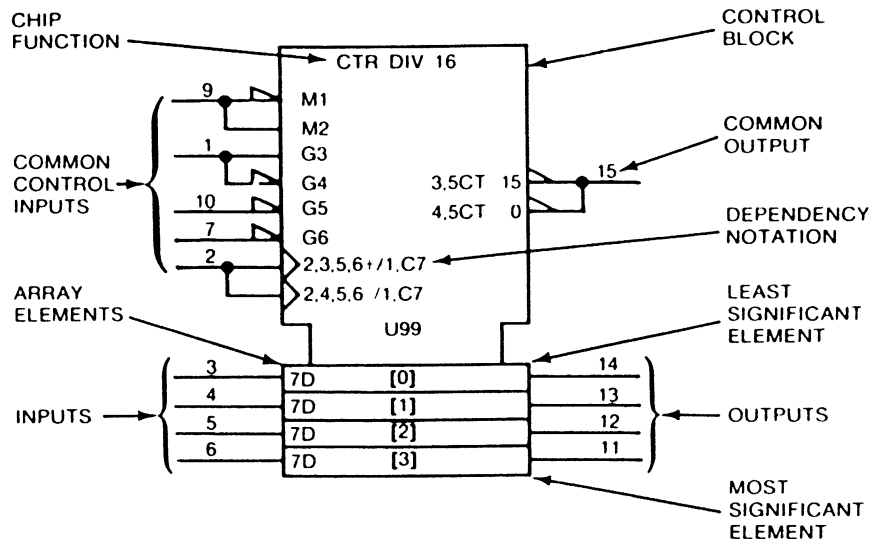 CHIP
FUNCTION
CTR DIV 16
CONTROL
BLOCK
9
M1
M2
COMMON
CONTROL
INPUTS
1
G3
G4
10
G5
7
G6
2
2,3,5,6+/1,C7
2,4,5,6 /1,C7
3,5CT 15
4,5CT 0
15
COMMON
OUTPUT
DEPENDENCY
NOTATION
ARRAY
ELEMENTS
U99
LEAST
SIGNIFICANT
ELEMENT
INPUTS
3
7D [0]
14
4
7D [1]
13
5
7D [2]
12
6
7D [3]
11
OUTPUTS
MOST
SIGNIFICANT
ELEMENT